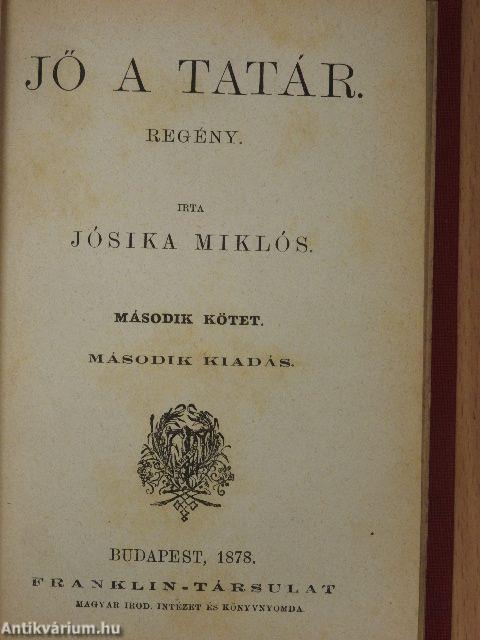 JŐ A TATÁR.
REGÉNY.
IRTA
JÓSIKA MIKLÓS.
MÁSODIK KÖTET.
MÁSODIK KIADÁS.
BUDAPEST, 1878.
FRANKLIN-TÁRSULAT
MAGYAR IROD. INTÉZET ÉS KÖNYVNYOMDA.
Antikvárium.hu